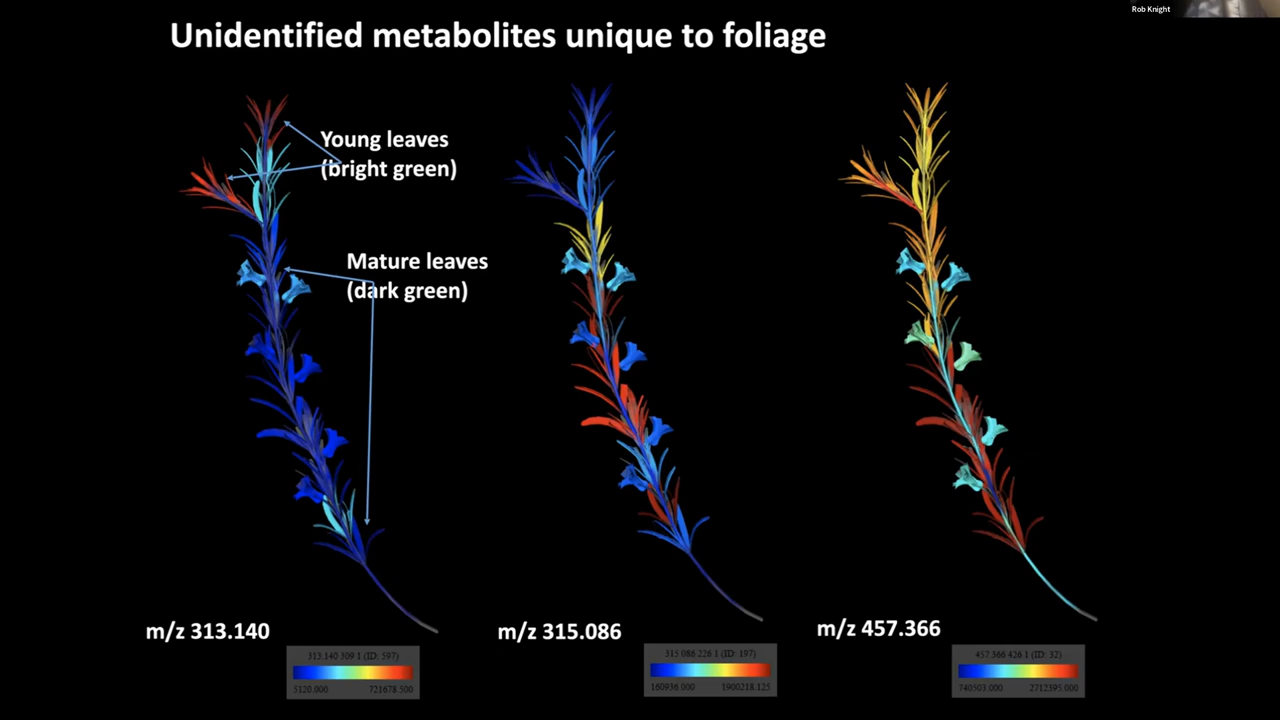 Rob Knight
Unidentified metabolites unique to foliage
Young leaves
(bright green)
Mature leaves
(dark green)
m/z 313.140
m/z 315.086
m/z 457.366
313.140 309 1 (ID: 597)
5120.000 721678.500
315 086 226 1 (ID: 197)
160936.000 1900218.125
457.366 426 1 (ID: 32)
740503.000 2712395.000